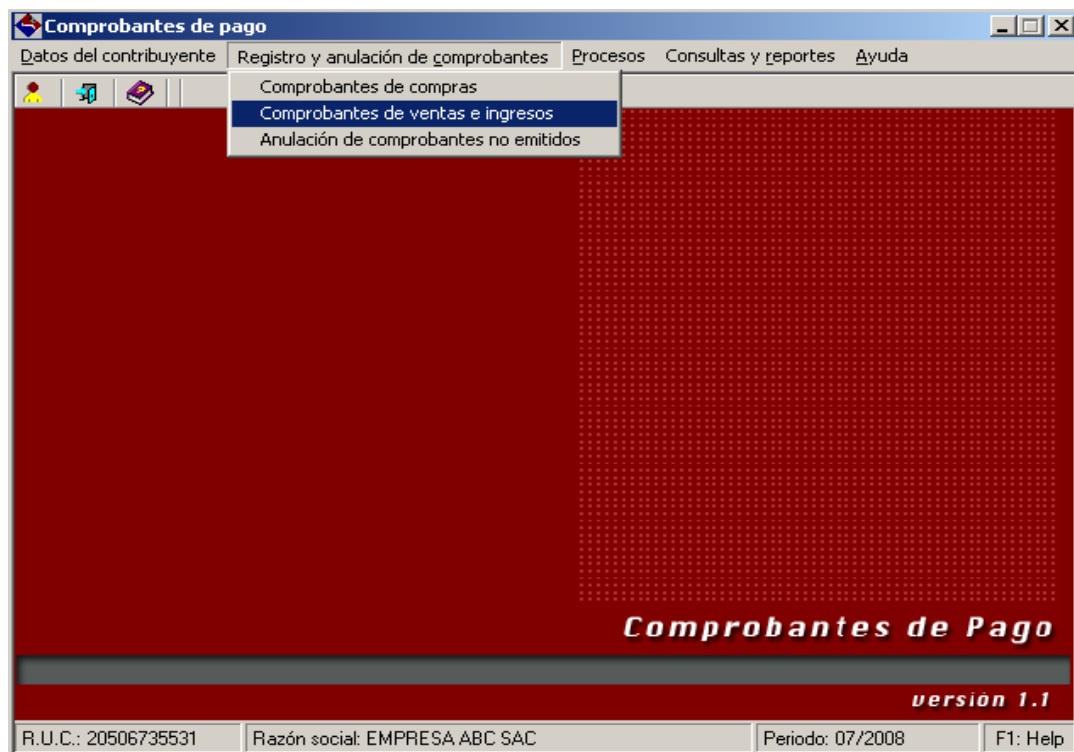 Comprobantes de pago
Datos del contribuyente Registro y anulación de comprobantes Procesos Consultas y reportes Ayuda
Comprobantes de compras
Comprobantes de ventas e ingresos
Anulación de comprobantes no emitidos
Comprobantes de Pago
versión 1.1
R.U.C.: 20506735531 Razón social: EMPRESA ABC SAC Periodo: 07/2008 F1: Help